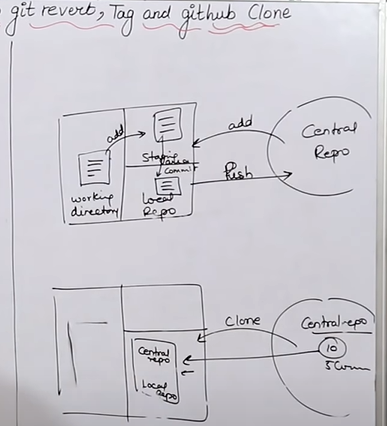 git revert, Tag and github Clone
add
add
Central
Repo
Staging
commit
Push
working
directory
Local
Repo
Clone
Central repo
10
Central
repo
Local
Repo